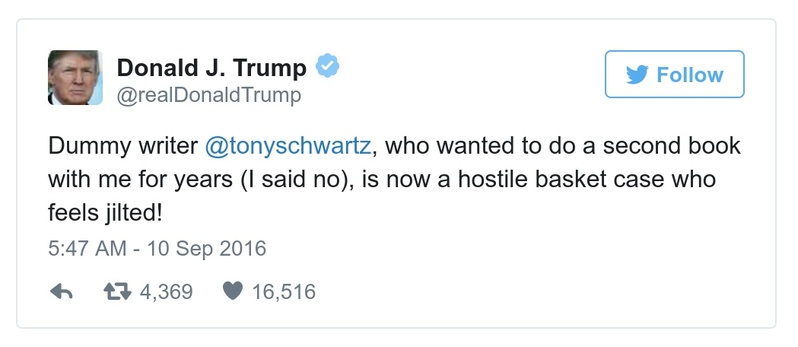 Donald J. Trump
@realDonaldTrump
Follow
Dummy writer @tonyschwartz, who wanted to do a second book
with me for years (I said no), is now a hostile basket case who
feels jilted!
5:47 AM - 10 Sep 2016
4,369 16,516